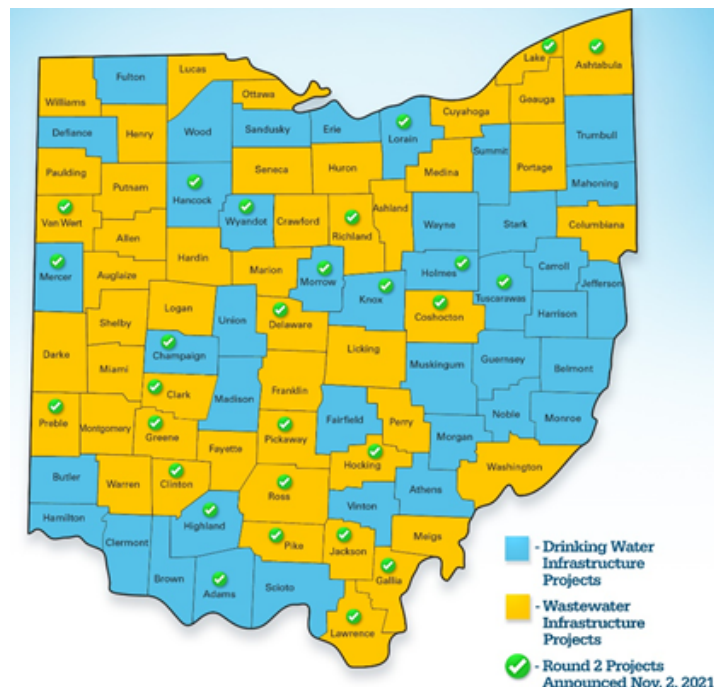 Lake
Ashtabula
Fulton
Lucas
Williams
Ottawa
Geauga
Cuyahoga
Defiance
Henry
Wood
Sandusky
Erie
Lorain
Trumbull
Summit
Paulding
Seneca
Huron
Medina
Portage
Putnam
Hancock
Mahoning
Van Wert
Wyandot
Crawford
Richland
Ashland
Wayne
Stark
Columbiana
Allen
Hardin
Marion
Morrow
Holmes
Carroll
Mercer
Auglaize
Knox
Tuscarawas
Jefferson
Logan
Union
Delaware
Coshocton
Harrison
Shelby
Champaign
Licking
Darke
Miami
Muskingum
Guernsey
Belmont
Clark
Madison
Franklin
Preble
Montgomery
Greene
Pickaway
Fairfield
Perry
Noble
Monroe
Fayette
Morgan
Hocking
Washington
Butler
Warren
Clinton
Ross
Athens
Hamilton
Highland
Vinton
Clermont
Pike
Jackson
Meigs
Brown
Adams
Scioto
Gallia
Lawrence
- Drinking Water
Infrastructure
Projects
- Wastewater
Infrastructure
Projects
- Round 2 Projects
Announced Nov. 2, 2021